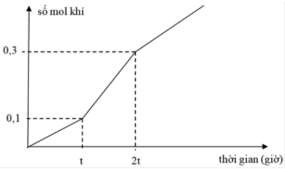 số mol khí
0,3
0,1
t
2t
thời gian (giờ)